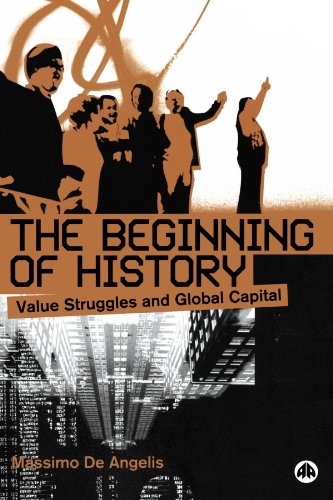 THE BEGINNING
OF HISTORY
Value Struggles and Global Capital
Massimo De Angelis